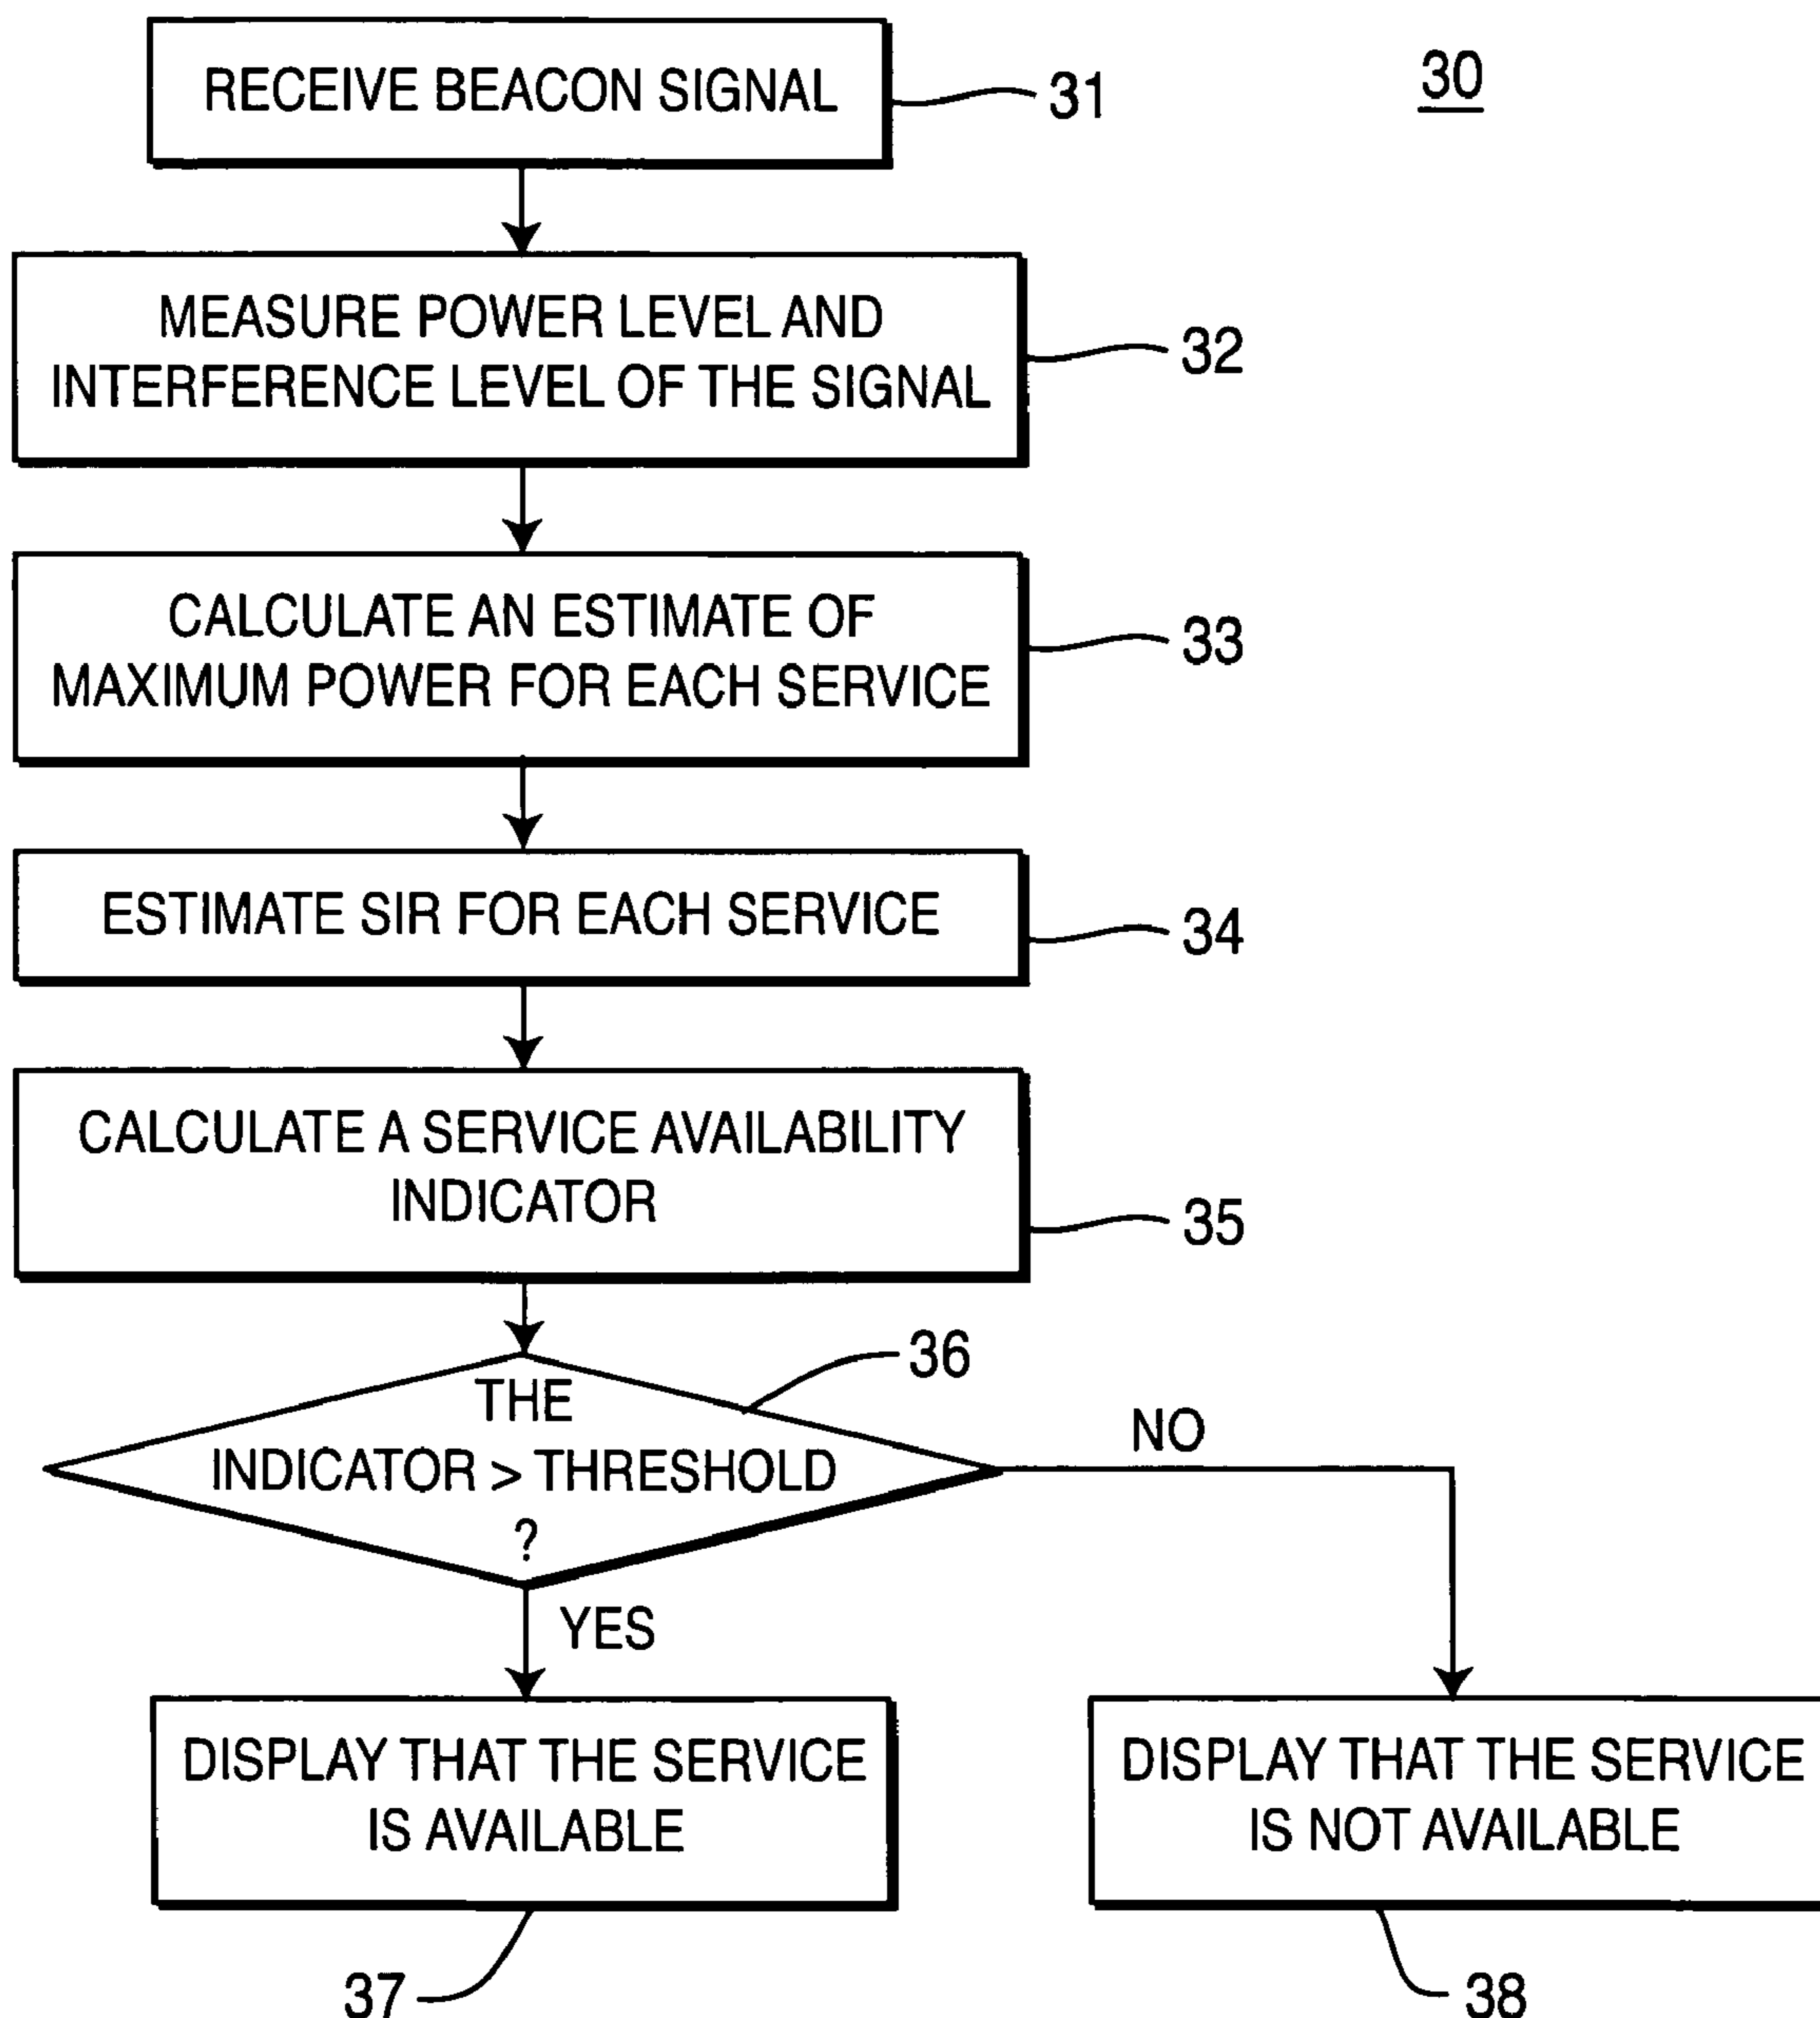 RECEIVE BEACON SIGNAL
31
30
MEASURE POWER LEVEL AND
INTERFERENCE LEVEL OF THE SIGNAL
32
CALCULATE AN ESTIMATE OF
MAXIMUM POWER FOR EACH SERVICE
33
ESTIMATE SIR FOR EACH SERVICE
34
CALCULATE A SERVICE AVAILABILITY
INDICATOR
35
36
THE
INDICATOR > THRESHOLD
?
NO
YES
DISPLAY THAT THE SERVICE
IS AVAILABLE
DISPLAY THAT THE SERVICE
IS NOT AVAILABLE
37
38